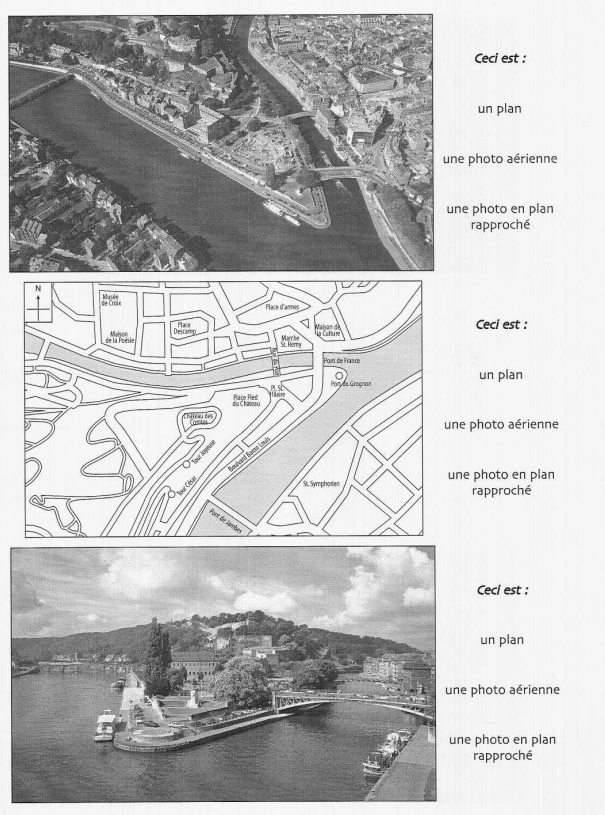 Ceci est :
un plan
une photo aérienne
une photo en plan
rapproché
N
Musée
de Croix
Maison
de la Poésie
Place
Descamp
Place d'armes
Marche
St. Remy
Maison de
la Culture
Pont de France
Pont du Grognon
Pl. St.
Hilaire
Place Pied
du Château
Château des
Comtes
Tour Joyeuse
Tour César
Boulvard Baron Louis
St. Symphorien
Pont de Jambes
Ceci est :
un plan
une photo aérienne
une photo en plan
rapproché
Ceci est :
un plan
une photo aérienne
une photo en plan
rapproché